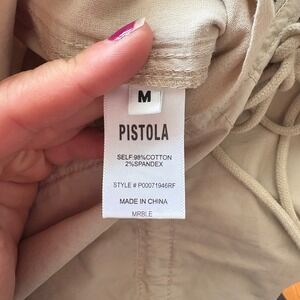 M
PISTOLA
SELF:98%COTTON
2%SPANDEX
STYLE # P00071946RF
MADE IN CHINA
MRBLE